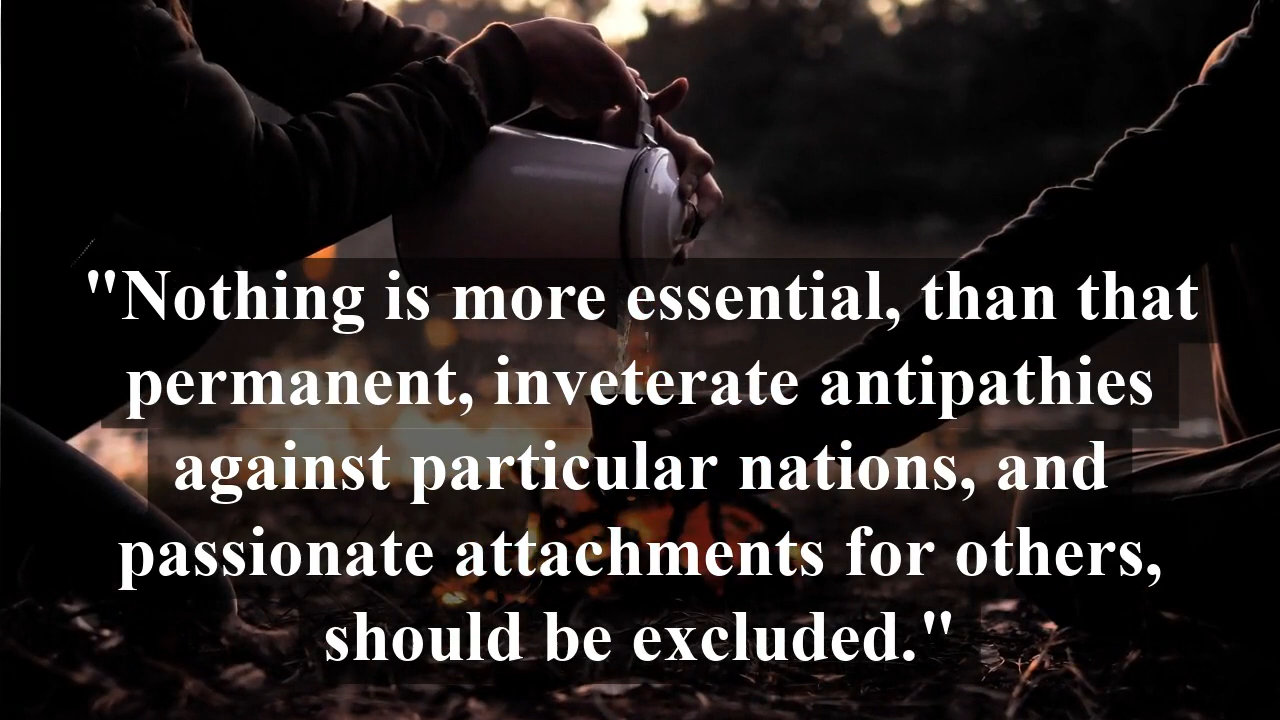 "Nothing is more essential, than that
permanent, inveterate antipathies
against particular nations, and
passionate attachments for others,
should be excluded."